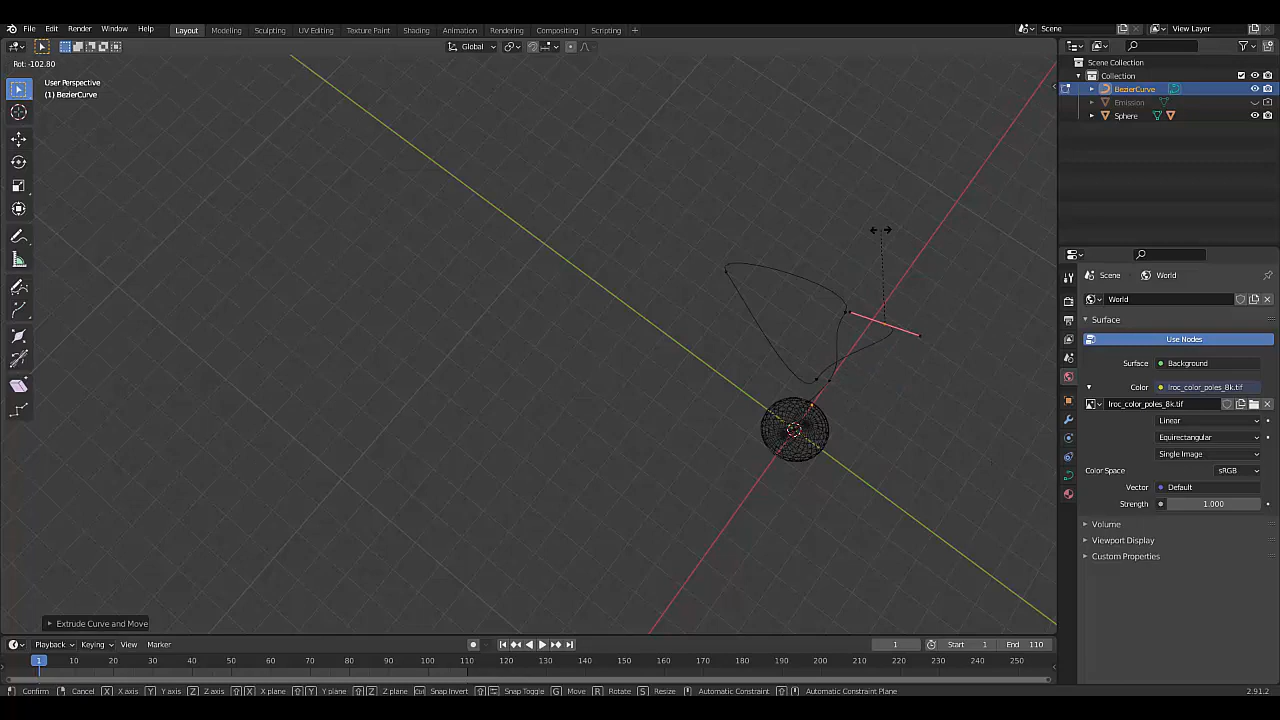 File Edit Render Window Help
Layout Modeling Sculpting UV Editing Texture Paint Shading Animation Rendering Compositing Scripting +
Scene View Layer
Global
Rot: -102.80
User Perspective
(1) BezierCurve
Scene Collection
Collection
BezierCurve
Emission
Sphere
Scene World
World
Surface
Use Nodes
Surface Background
Color lroc_color_poles_8k.tif
lroc_color_poles_8k.tif
Linear
Equirectangular
Single Image
Color Space sRGB
Vector Default
Strength 1.000
Volume
Viewport Display
Custom Properties
Extrude Curve and Move
Playback Keying View Marker 1 Start 1 End 110
1 10 20 30 40 50 60 70 80 90 100 110 120 130 140 150 160 170 180 190 200 210 220 230 240 250
Confirm Cancel X X axis Y Y axis Z Z axis X X plane Y Y plane Z Z plane Snap Invert Snap Toggle G Move R Rotate S Resize Automatic Constraint Automatic Constraint Plane 2.91.2